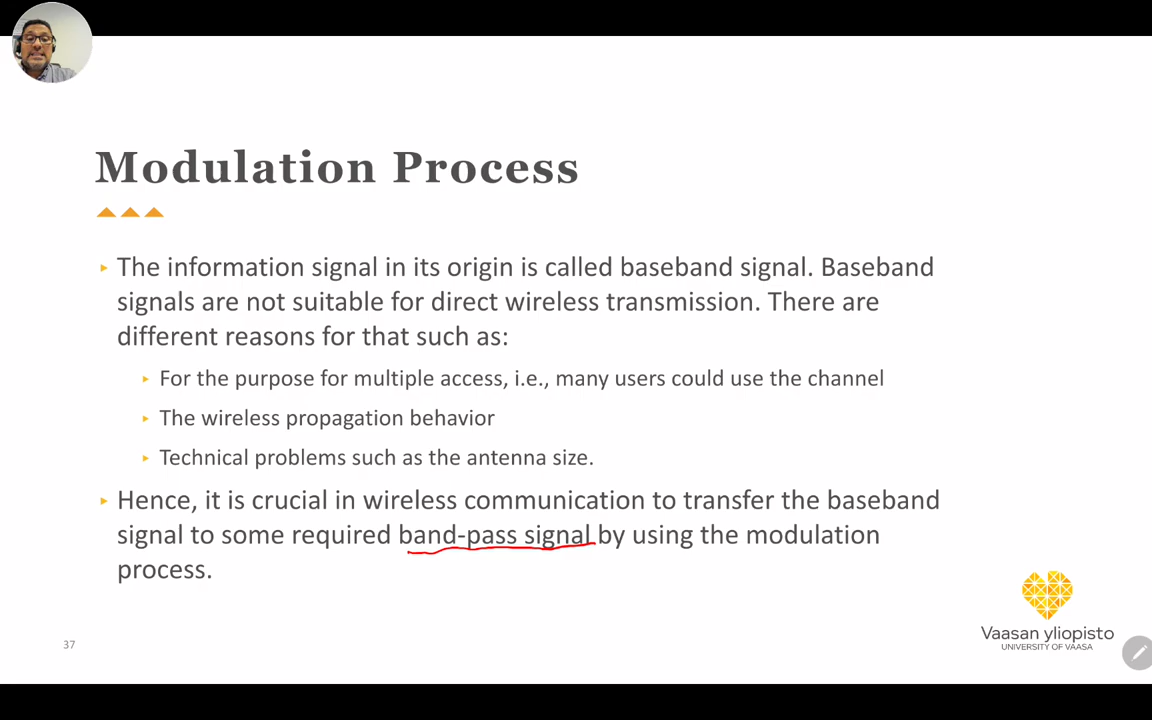 Modulation Process
The information signal in its origin is called baseband signal. Baseband
signals are not suitable for direct wireless transmission. There are
different reasons for that such as:
For the purpose for multiple access, i.e., many users could use the channel
The wireless propagation behavior
Technical problems such as the antenna size.
Hence, it is crucial in wireless communication to transfer the baseband
signal to some required band-pass signal by using the modulation
process.
37
Vaasan yliopisto
UNIVERSITY OF VAASA